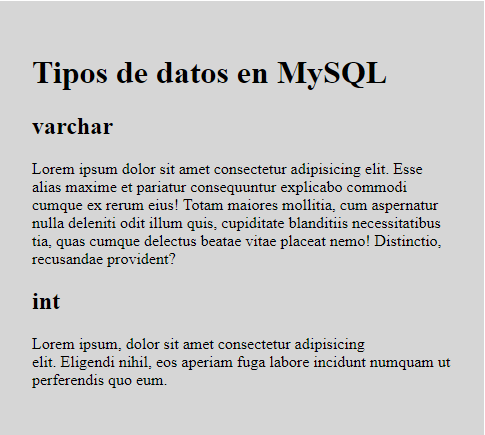 Tipos de datos en MySQL
varchar
Lorem ipsum dolor sit amet consectetur adipisicing elit. Esse
alias maxime et pariatur consequuntur explicabo commodi
cumque ex rerum eius! Totam maiores mollitia, cum aspernatur
nulla deleniti odit illum quis, cupiditate blanditiis necessitatibus
tia, quas cumque delectus beatae vitae placeat nemo! Distinctio,
recusandae provident?
int
Lorem ipsum, dolor sit amet consectetur adipisicing
elit. Eligendi nihil, eos aperiam fuga labore incidunt numquam ut
perferendis quo eum.